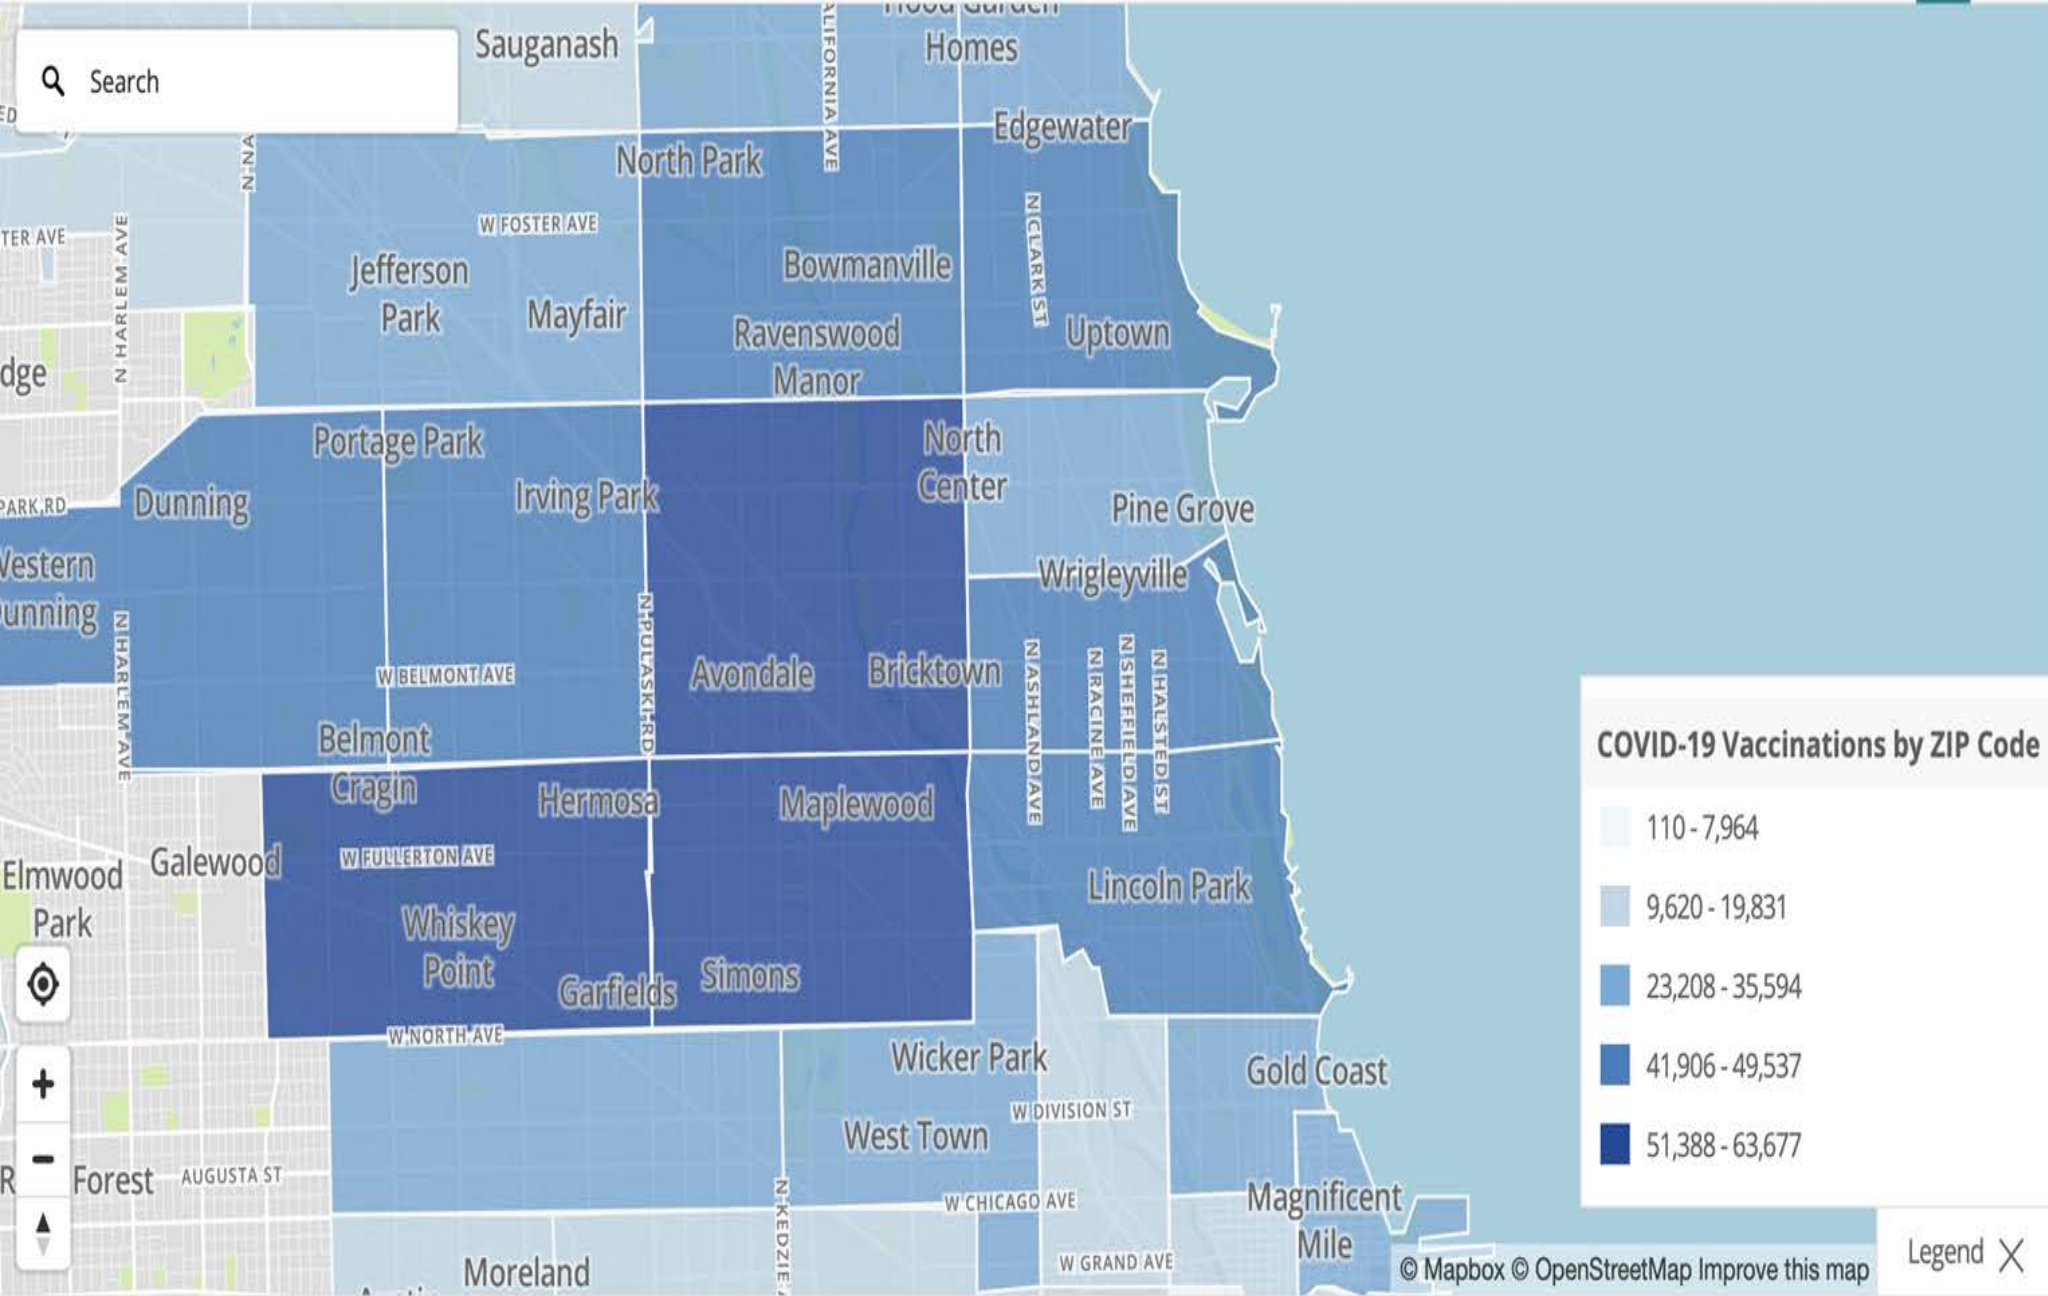 Sauganash
Homes
Search
Edgewater
North Park
N CALIFORNIA AVE
W FOSTER AVE
N HARLEM AVE
N CLARK ST
Jefferson
Park
Mayfair
Bowmanville
Ravenswood
Manor
Uptown
Portage Park
North
Center
Irving Park
Dunning
PARK RD
Pine Grove
Western
Dunning
Wrigleyville
N HARLEM AVE
N PULASKI RD
W BELMONT AVE
Avondale
Bricktown
N ASHLAND AVE
N RACINE AVE
N SHEFFIELD AVE
N HALSTED ST
Belmont
Cragin
Hermosa
Maplewood
W FULLERTON AVE
Galewood
Elmwood
Park
Lincoln Park
Whiskey
Point
Garfields
Simons
W NORTH AVE
Wicker Park
Gold Coast
W DIVISION ST
West Town
Forest
AUGUSTA ST
N KEDZIE
W CHICAGO AVE
Magnificent
Mile
W GRAND AVE
Moreland
COVID-19 Vaccinations by ZIP Code
110 - 7,964
9,620 - 19,831
23,208 - 35,594
41,906 - 49,537
51,388 - 63,677
Legend
© Mapbox © OpenStreetMap Improve this map